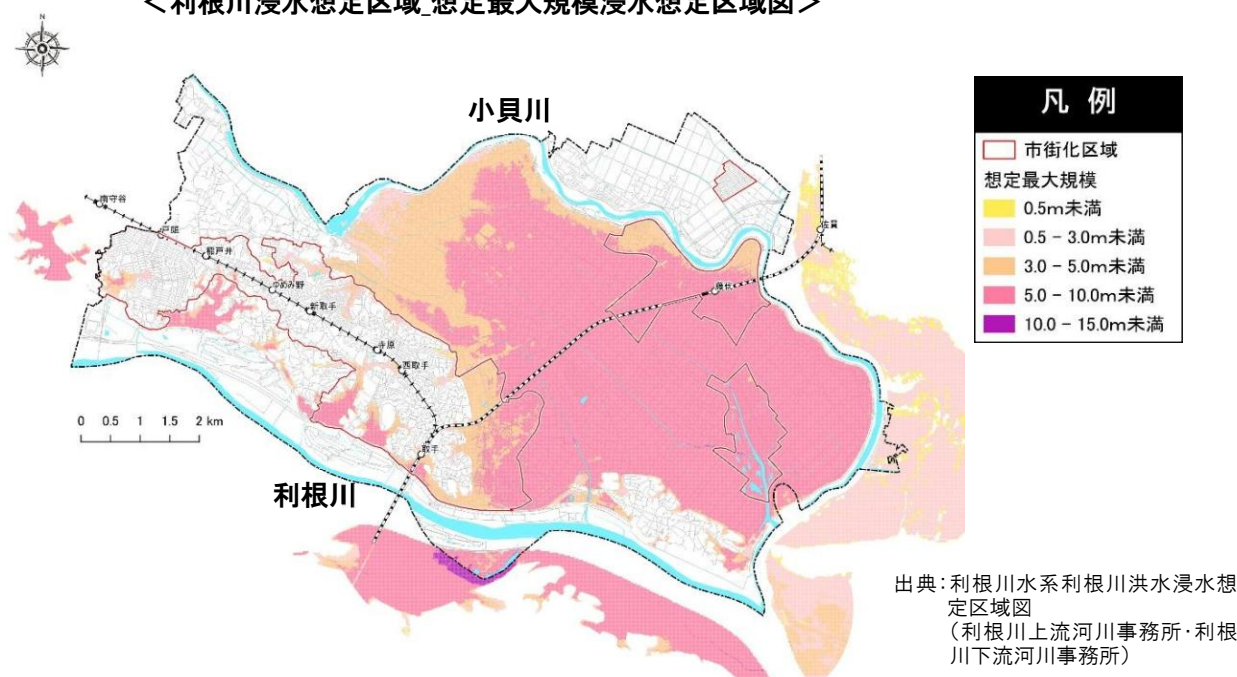 <利根川浸水想定区域_想定最大規模浸水想定区域図>
N
小貝川
凡 例
市街化区域
想定最大規模
0.5m未満
0.5 - 3.0m未満
3.0 - 5.0m未満
5.0 - 10.0m未満
10.0 - 15.0m未満
南守谷
戸頭
稲戸井
ゆめみ野
新取手
寺原
西取手
取手
藤代
佐貫
0 0.5 1 1.5 2 km
利根川
出典:利根川水系利根川洪水浸水想
定区域図
(利根川上流河川事務所・利根
川下流河川事務所)